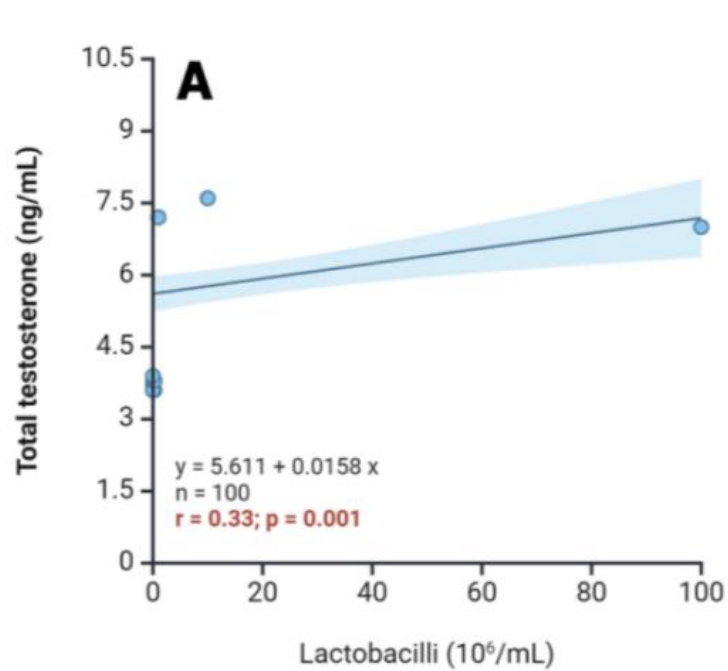 A
10.5
9
7.5
6
4.5
3
1.5
0
Total testosterone (ng/mL)
y = 5.611 + 0.0158 x
n = 100
r = 0.33; p = 0.001
0 20 40 60 80 100
Lactobacilli (10⁶/mL)